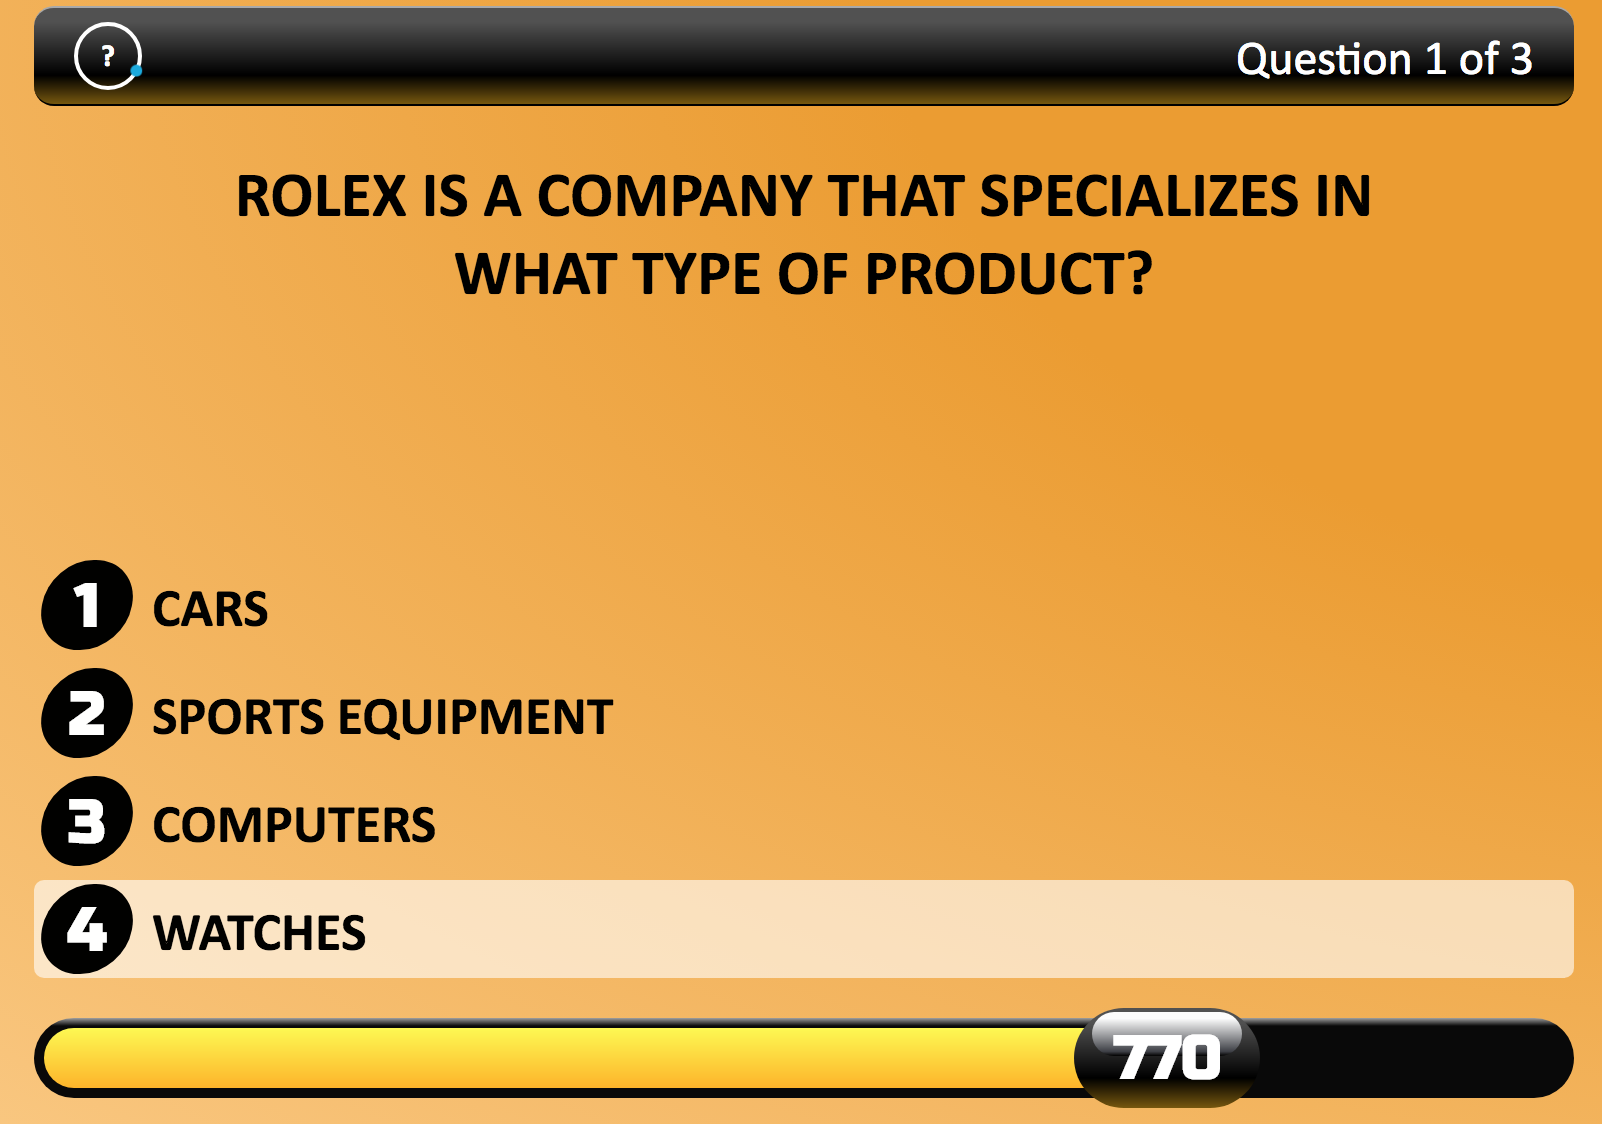 ?
Question 1 of 3
ROLEX IS A COMPANY THAT SPECIALIZES IN
WHAT TYPE OF PRODUCT?
1 CARS
2 SPORTS EQUIPMENT
3 COMPUTERS
4 WATCHES
770